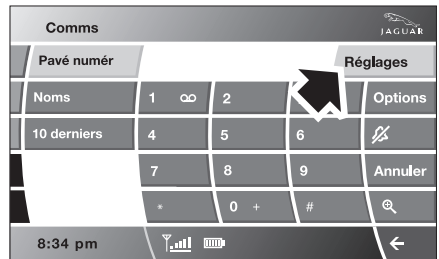 Comms
JAGUAR
Pavé numér
Réglages
Noms
1
2
Options
10 derniers
4
5
6
7
8
9
Annuler
*
0 +
#
8:34 pm